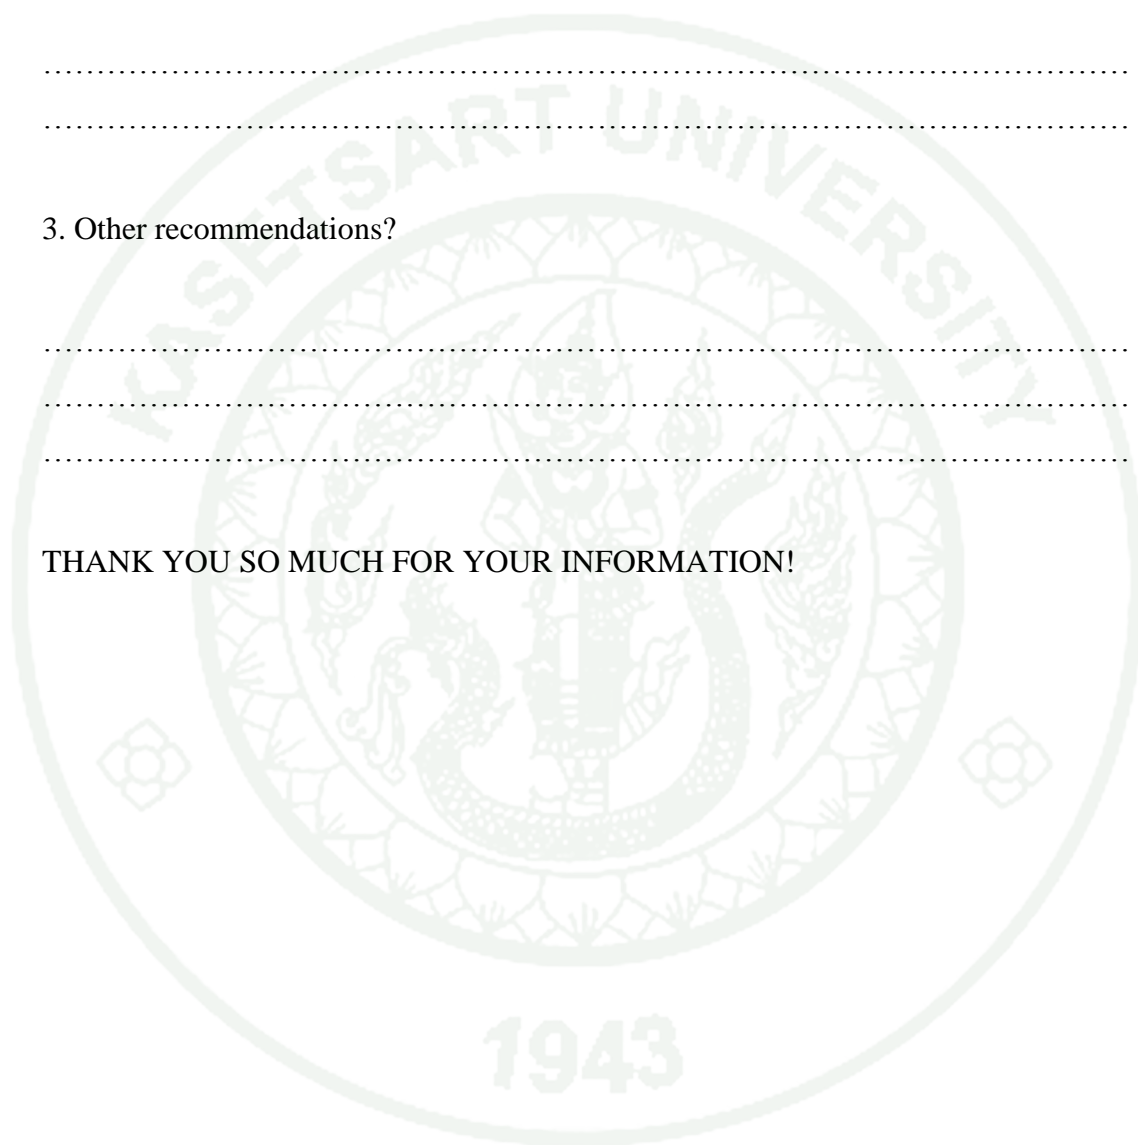 ……………………………………………………………………………………………
……………………………………………………………………………………………
3. Other recommendations?
……………………………………………………………………………………………
……………………………………………………………………………………………
……………………………………………………………………………………………
THANK YOU SO MUCH FOR YOUR INFORMATION!
KASETSART UNIVERSITY
1943